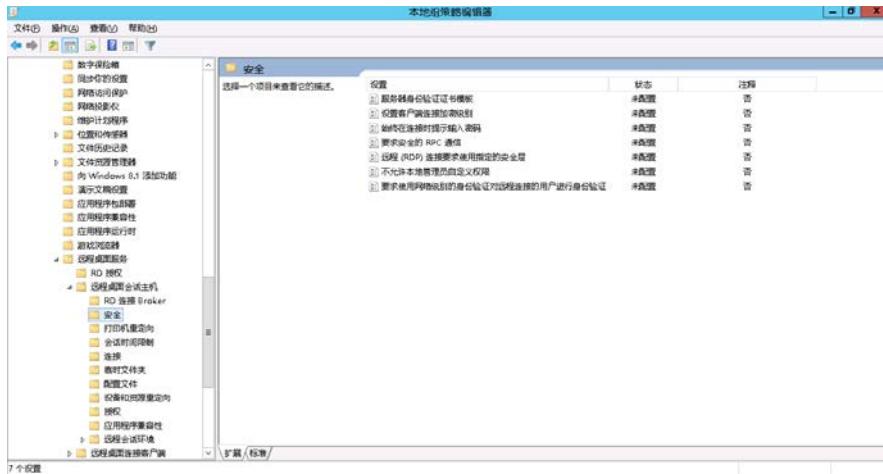 本地组策略编辑器
文件(F) 操作(A) 查看(V) 帮助(H)
数字保险箱
同步你的设置
网络访问保护
网络投影仪
维护计划程序
位置和传感器
文件历史记录
文件资源管理器
向 Windows 8.1 添加功能
演示文稿设置
应用程序包部署
应用程序兼容性
应用程序运行时
游戏浏览器
远程桌面服务
RD 授权
远程桌面会话主机
RD 连接 Broker
安全
打印机重定向
会话时间限制
连接
临时文件夹
配置文件
设备和资源重定向
授权
应用程序兼容性
远程会话环境
远程桌面连接客户端
安全
选择一个项目来查看它的描述。
设置 状态 注释
服务器身份验证证书模板 未配置 否
设置客户端连接加密级别 未配置 否
始终在连接时提示输入密码 未配置 否
要求安全的 RPC 通信 未配置 否
远程 (RDP) 连接要求使用指定的安全层 未配置 否
不允许本地管理员自定义权限 未配置 否
要求使用网络级别的身份验证对远程连接的用户进行身份验证 未配置 否
扩展 标准
7 个设置